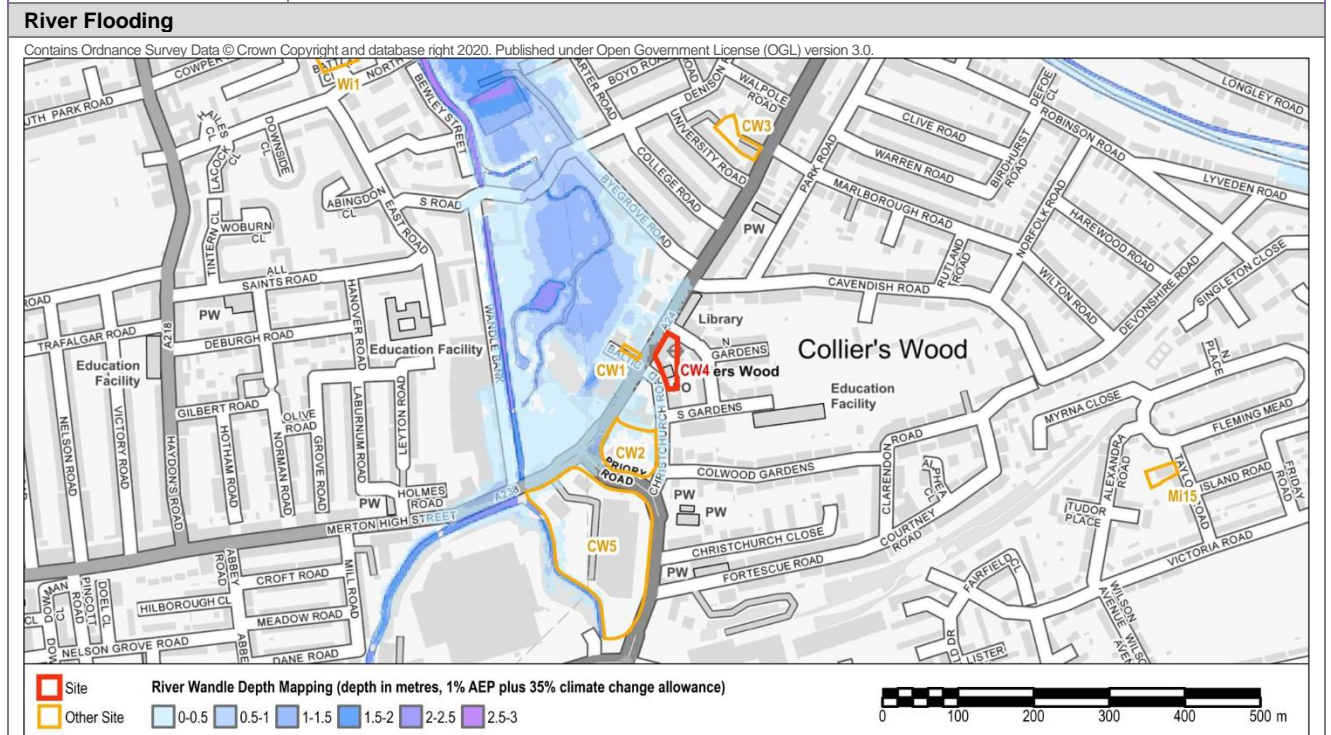 River Flooding
Contains Ordnance Survey Data © Crown Copyright and database right 2020. Published under Open Government License (OGL) version 3.0.
COWPER
BATT
NORTH
Wi1
UTH PARK ROAD
HALES CL
LACOCK CL
DOWNSIDE CL
BEWLEY STREET
ARTER ROAD
BOYD ROAD
DENISON R
WALPOLE ROAD
CW3
UNIVERSITY ROAD
COLLEGE ROAD
BYEGROVE ROAD
PARK ROAD
CLIVE ROAD
WARREN ROAD
BIRDHURST ROAD
DEFOE CL
ROBINSON ROAD
LONGLEY ROAD
LYVEDEN ROAD
MARLBOROUGH ROAD
NORFOLK ROAD
HAREWOOD ROAD
WILTON ROAD
RUTLAND ROAD
DEVONSHIRE ROAD
SINGLETON CLOSE
ABINGDON CL
S ROAD
EAST ROAD
WOBURN CL
TINTERN CL
ALL SAINTS ROAD
HANOVER ROAD
PW
CAVENDISH ROAD
ROAD
TRAFALGAR ROAD
A218
PW
DEBURGH ROAD
Education Facility
Education Facility
WANDLE BANK
A24
Library
N GARDENS
Collier's Wood
CW1
BALTIC
CW4
ers Wood
O
N PLACE
GILBERT ROAD
OLIVE ROAD
GROVE ROAD
LABURNUM ROAD
LEYTON ROAD
NELSON ROAD
VICTORY ROAD
HAYDON'S ROAD
HOTHAM ROAD
NORMAN ROAD
CHRISTCHURCH ROAD
S GARDENS
Education Facility
MYRNA CLOSE
FLEMING MEAD
CW2
PRIORY ROAD
COLWOOD GARDENS
CLARENDON ROAD
ALPHEA CL
ALEXANDRA ROAD
Mi15
TAYLO ROAD
ISLAND ROAD
FRIDAY ROAD
PW
HOLMES ROAD
A238
MERTON HIGH STREET
PW
PW
TUDOR PLACE
CW5
CHRISTCHURCH CLOSE
COURTNEY ROAD
VICTORIA ROAD
PW
FORTESCUE ROAD
FAIRFIELD CL
ABBEY ROAD
CROFT ROAD
MILL ROAD
PINCOTT ROAD
DOEL CL
HILBOROUGH CL
MEADOW ROAD
WILSON AVENUE
NELSON GROVE ROAD
ABBE
DANE ROAD
LISTER
Site
River Wandle Depth Mapping (depth in metres, 1% AEP plus 35% climate change allowance)
Other Site
0-0.5
0.5-1
1-1.5
1.5-2
2-2.5
2.5-3
0 100 200 300 400 500 m